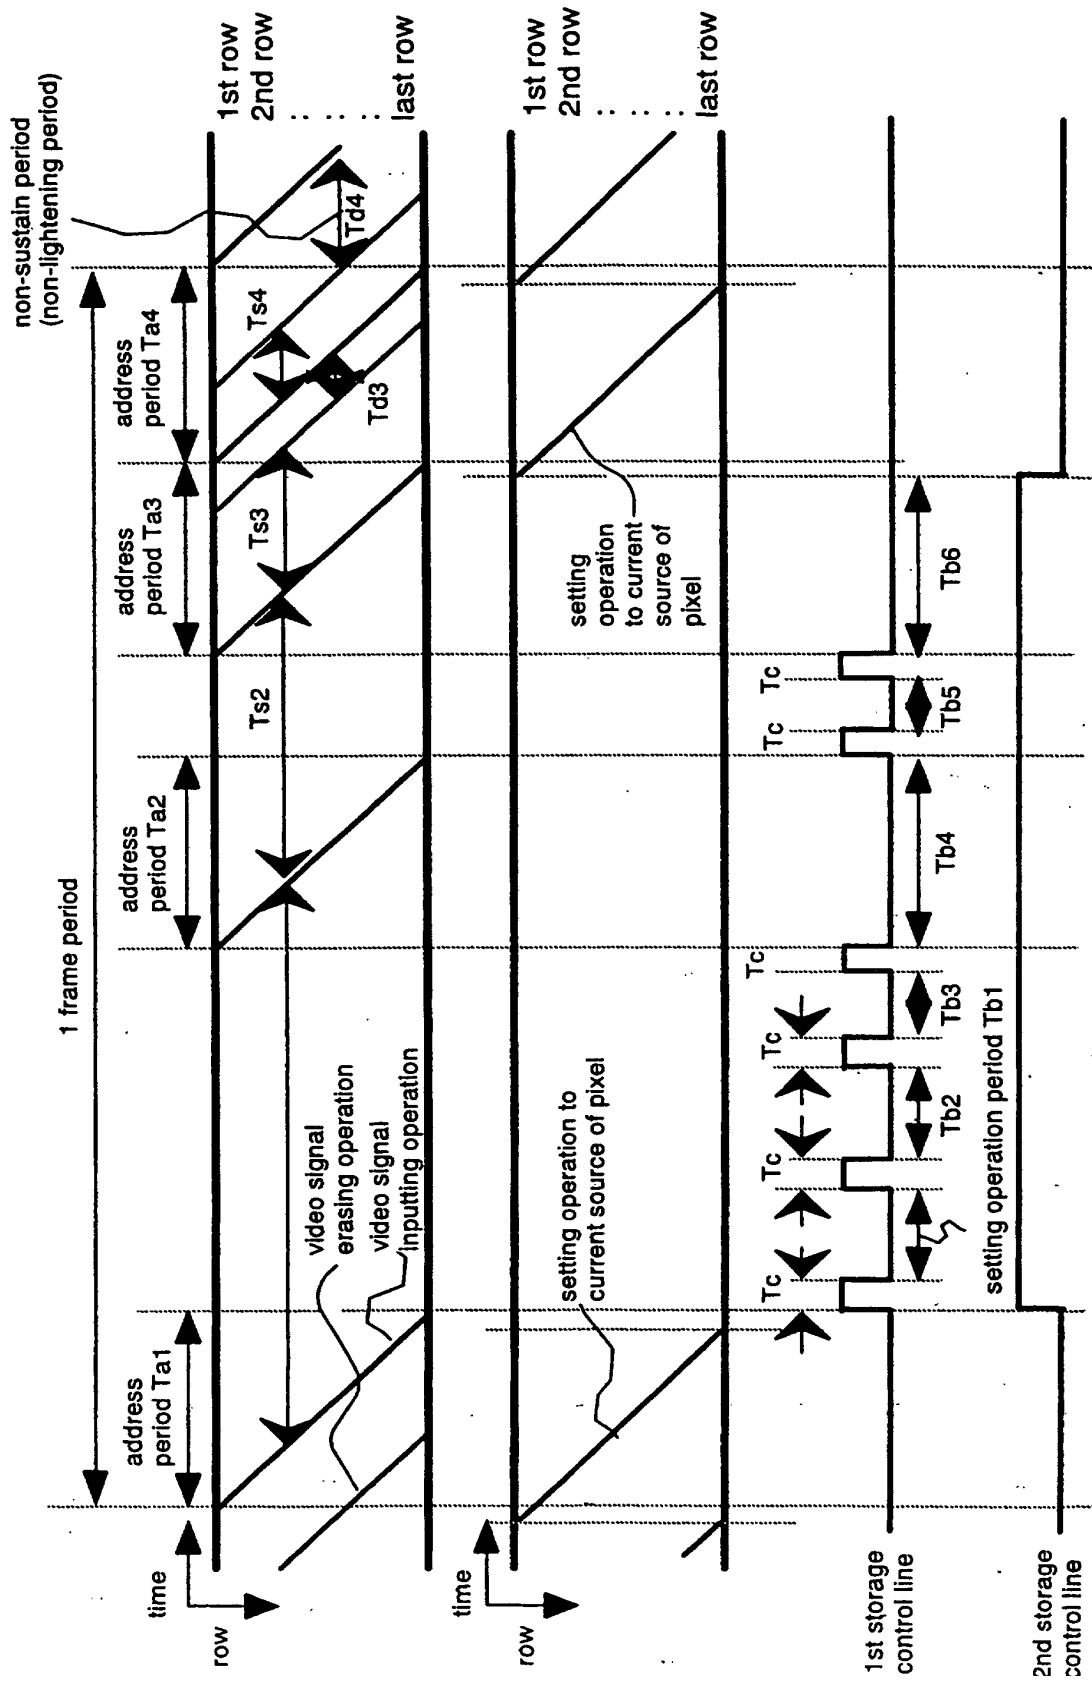 non-sustain period
(non-lightening period)
1 frame period
address
period Ta1
address
period Ta2
address
period Ta3
address
period Ta4
time
row
1st row
2nd row
last row
Ts2
Ts3
Ts4
Td3
Td4
video signal
erasing operation
video signal
inputting operation
time
row
1st row
2nd row
last row
setting operation to
current source of pixel
setting
operation
to current
source of
pixel
Tc
Tc
Tc
Tc
Tc
Tc
1st storage
control line
setting operation period Tb1
Tb2
Tb3
Tb4
Tb5
Tb6
2nd storage
control line